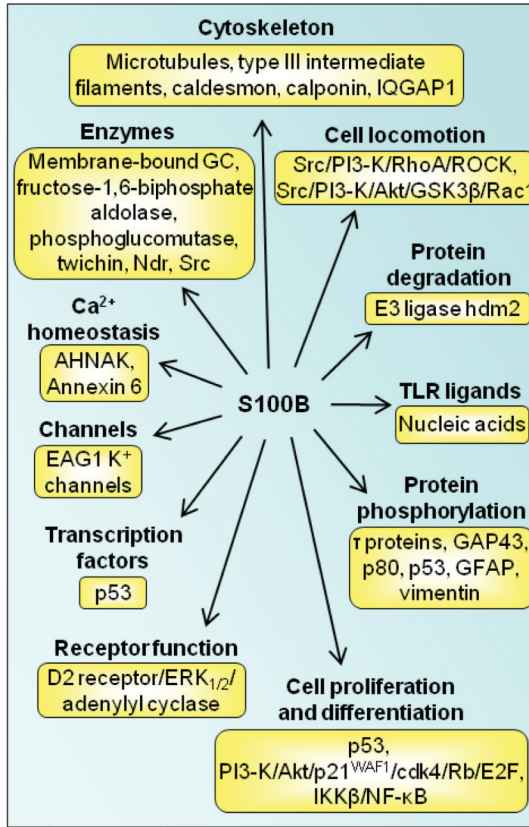 Cytoskeleton
Microtubules, type III intermediate
filaments, caldesmon, calponin, IQGAP1
Enzymes
Membrane-bound GC,
fructose-1,6-biphosphate
aldolase,
phosphoglucomutase,
twichin, Ndr, Src
Cell locomotion
Src/PI3-K/RhoA/ROCK,
Src/PI3-K/Akt/GSK3β/Rac1
Protein
degradation
E3 ligase hdm2
Ca²⁺
homeostasis
AHNAK,
Annexin 6
S100B
TLR ligands
Nucleic acids
Channels
EAG1 K⁺
channels
Protein
phosphorylation
τ proteins, GAP43,
p80, p53, GFAP,
vimentin
Transcription
factors
p53
Receptor function
D2 receptor/ERK₁/₂/
adenylyl cyclase
Cell proliferation
and differentiation
p53,
PI3-K/Akt/p21ᵂᴬᶠ¹/cdk4/Rb/E2F,
IKKβ/NF-κB